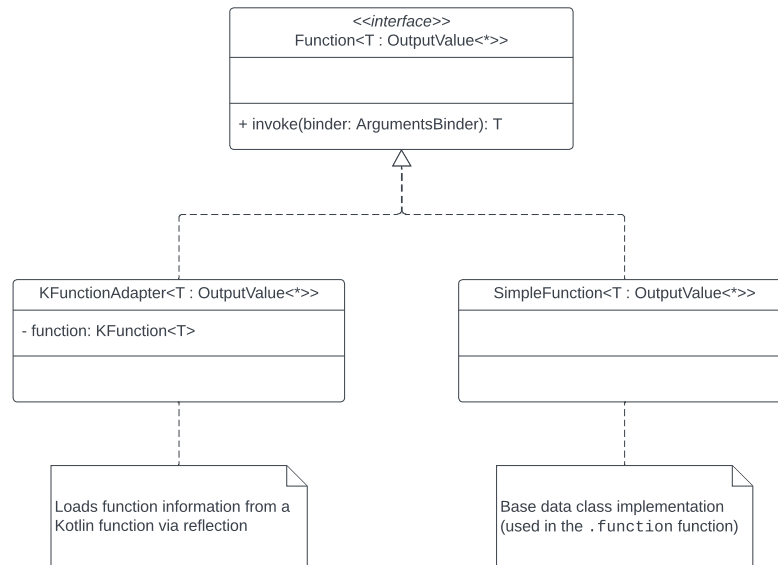 <<interface>>
Function<T : OutputValue<*>>
+ invoke(binder: ArgumentsBinder): T
KFunctionAdapter<T : OutputValue<*>>
- function: KFunction<T>
SimpleFunction<T : OutputValue<*>>
Loads function information from a
Kotlin function via reflection
Base data class implementation
(used in the .function function)